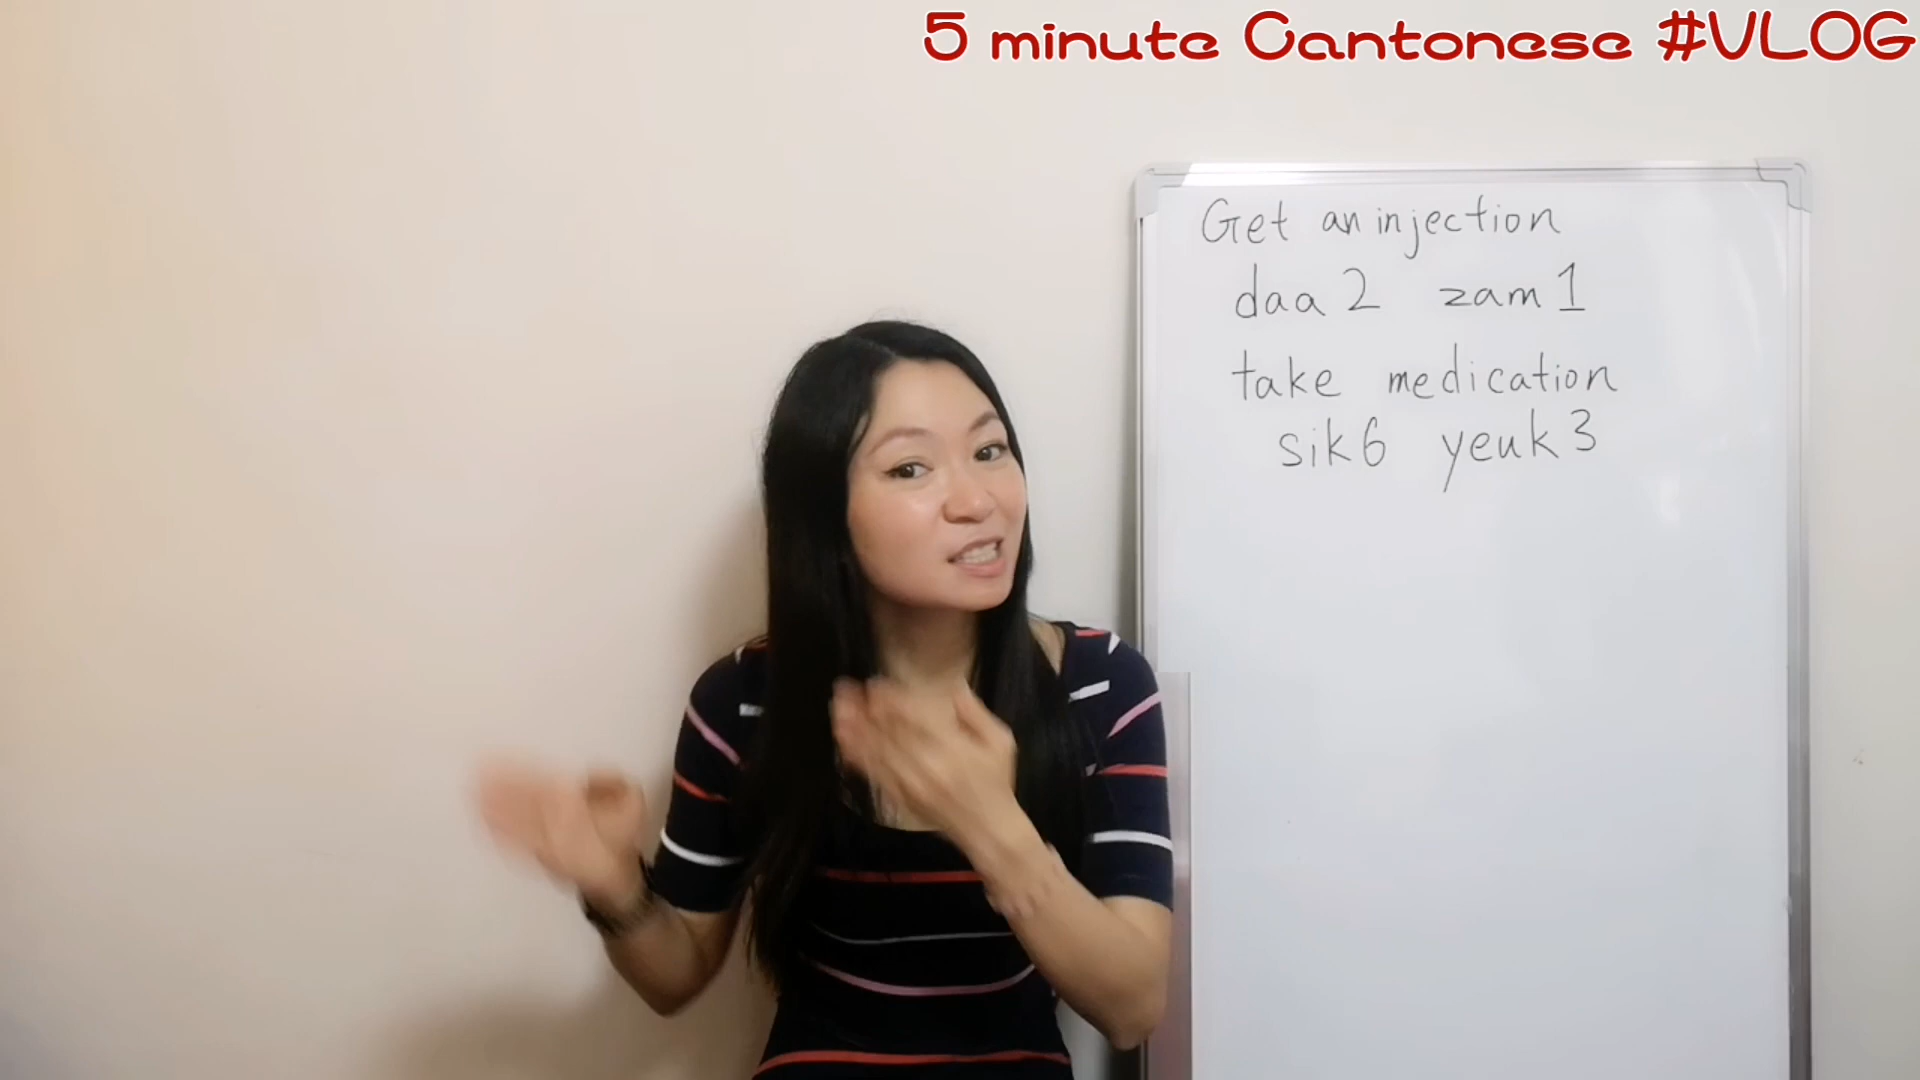 5 minute Cantonese #VLOG
Get an injection
daa2 zam1
take medication
sik6 yeuk3